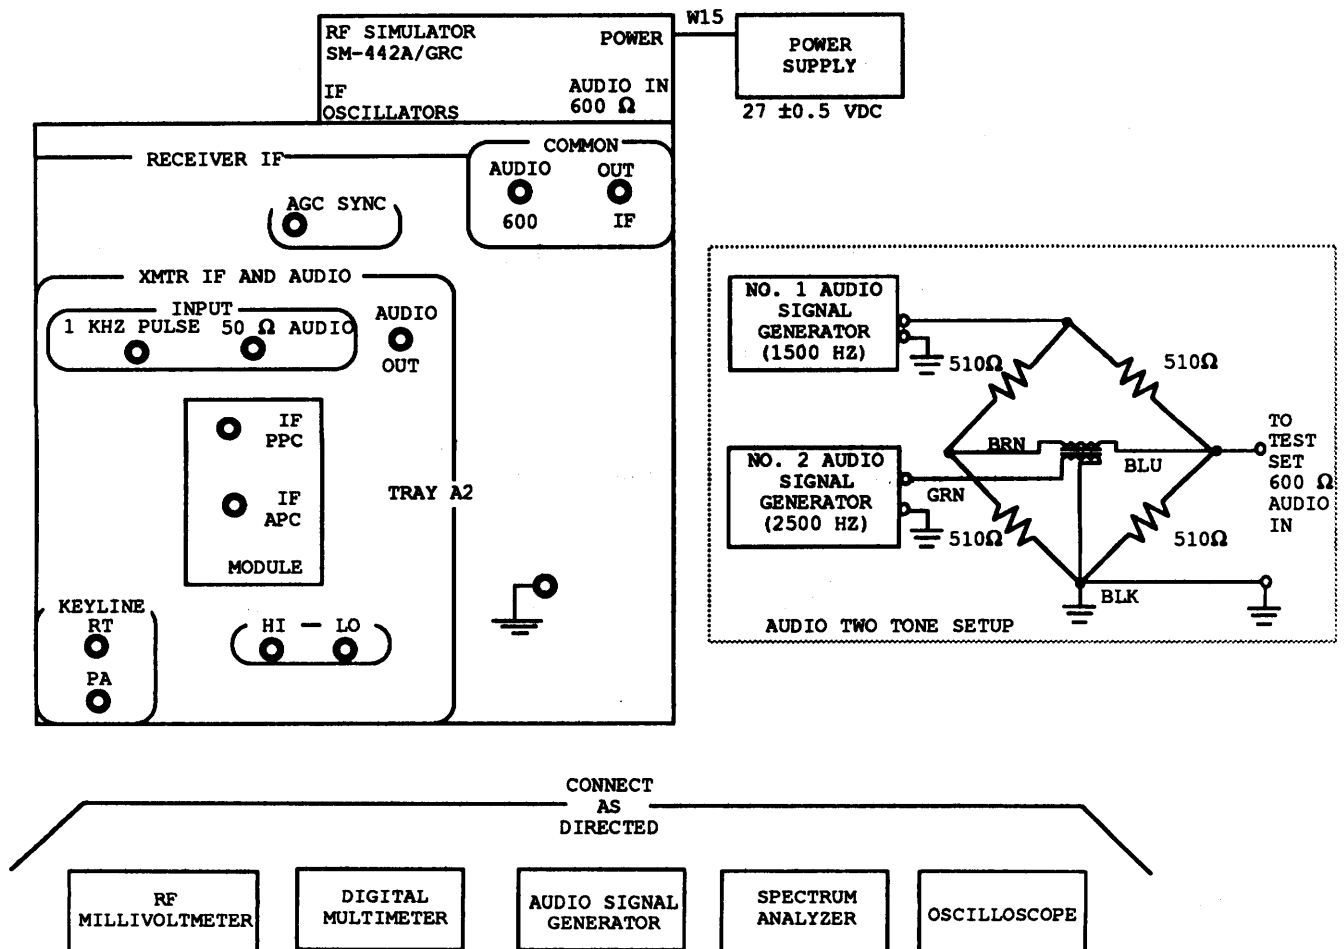 RF SIMULATOR
SM-442A/GRC
POWER
IF
OSCILLATORS
AUDIO IN
600 Ω
W15
POWER
SUPPLY
27 ±0.5 VDC
RECEIVER IF
COMMON
AUDIO
OUT
600
IF
AGC SYNC
XMTR IF AND AUDIO
INPUT
1 KHZ PULSE
50 Ω AUDIO
AUDIO
OUT
IF
PPC
IF
APC
MODULE
TRAY A2
KEYLINE
RT
PA
HI — LO
NO. 1 AUDIO
SIGNAL
GENERATOR
(1500 HZ)
510Ω
510Ω
NO. 2 AUDIO
SIGNAL
GENERATOR
(2500 HZ)
BRN
BLU
GRN
510Ω
510Ω
BLK
TO
TEST
SET
600 Ω
AUDIO
IN
AUDIO TWO TONE SETUP
CONNECT
AS
DIRECTED
RF
MILLIVOLTMETER
DIGITAL
MULTIMETER
AUDIO SIGNAL
GENERATOR
SPECTRUM
ANALYZER
OSCILLOSCOPE